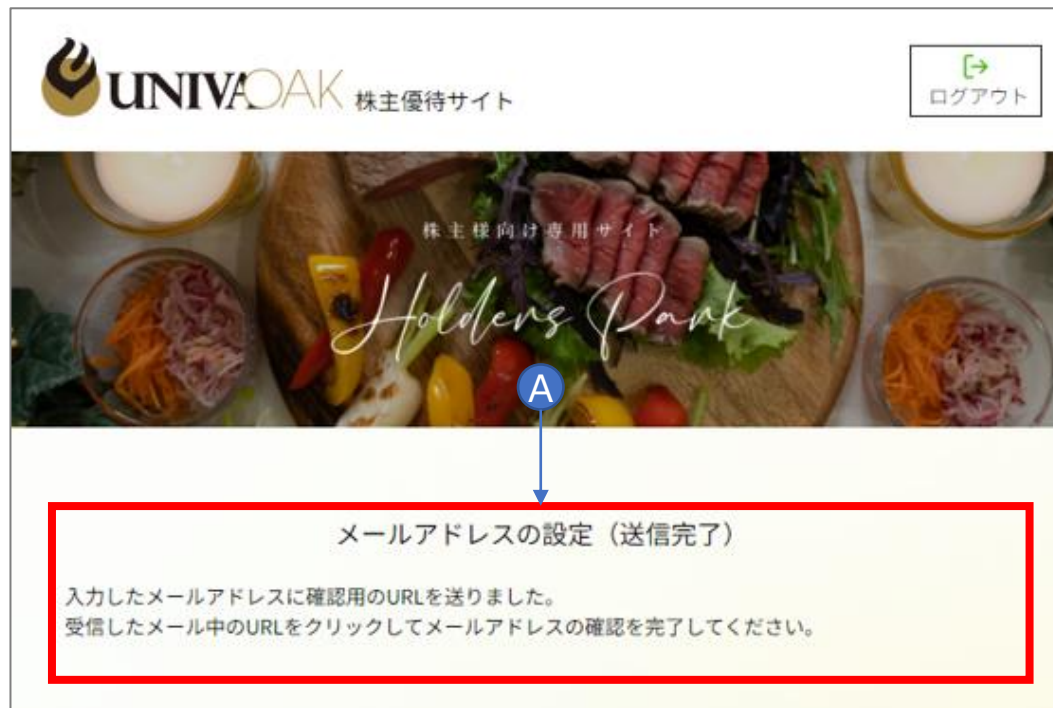 UNIVA OAK 株主優待サイト
ログアウト
株主様向け専用サイト
Holders Park
A
メールアドレスの設定（送信完了）
入力したメールアドレスに確認用のURLを送りました。
受信したメール中のURLをクリックしてメールアドレスの確認を完了してください。